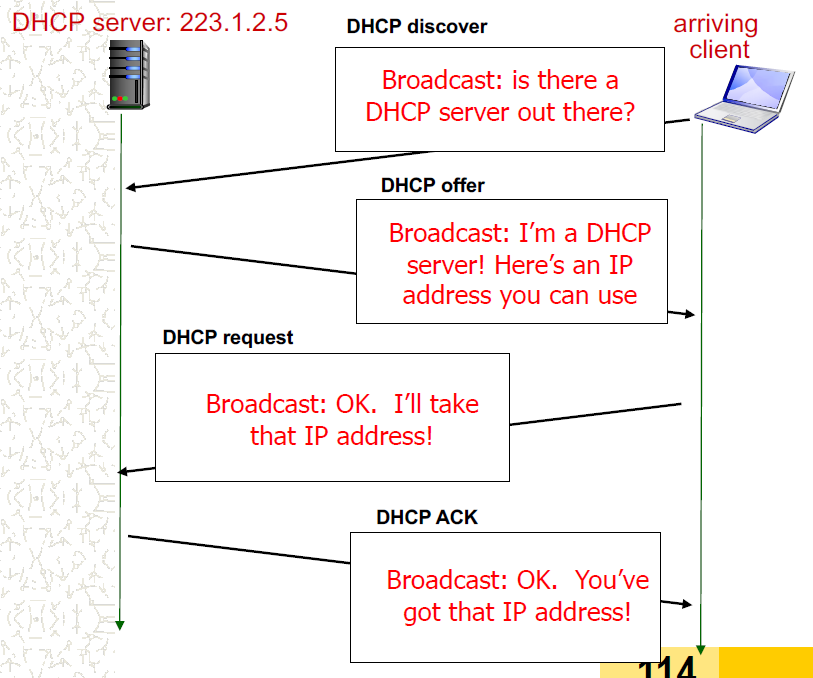 DHCP server: 223.1.2.5
DHCP discover
arriving
client
Broadcast: is there a
DHCP server out there?
DHCP offer
Broadcast: I’m a DHCP
server! Here’s an IP
address you can use
DHCP request
Broadcast: OK.  I’ll take
that IP address!
DHCP ACK
Broadcast: OK.  You’ve
got that IP address!
114